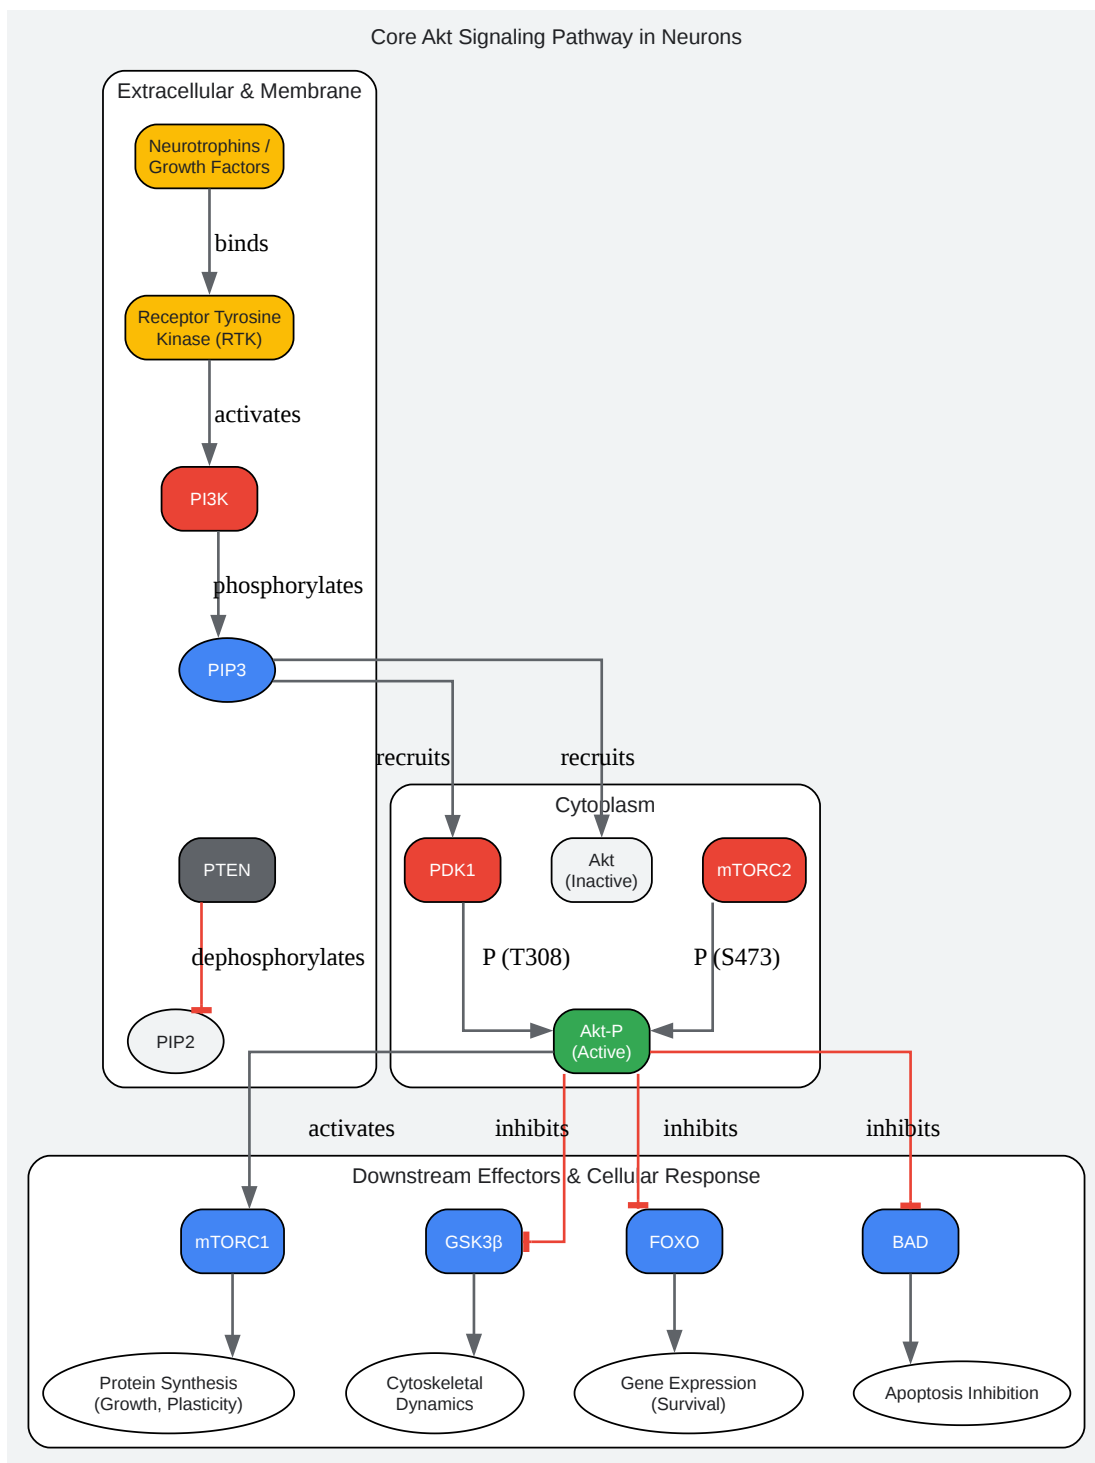 Core Akt Signaling Pathway in Neurons
Extracellular & Membrane
Neurotrophins /
Growth Factors
binds
Receptor Tyrosine
Kinase (RTK)
activates
PI3K
phosphorylates
PIP3
recruits
recruits
Cytoplasm
PTEN
PDK1
Akt
(Inactive)
mTORC2
dephosphorylates
P (T308)
P (S473)
PIP2
Akt-P
(Active)
activates
inhibits
inhibits
inhibits
Downstream Effectors & Cellular Response
mTORC1
GSK3β
FOXO
BAD
Protein Synthesis
(Growth, Plasticity)
Cytoskeletal
Dynamics
Gene Expression
(Survival)
Apoptosis Inhibition